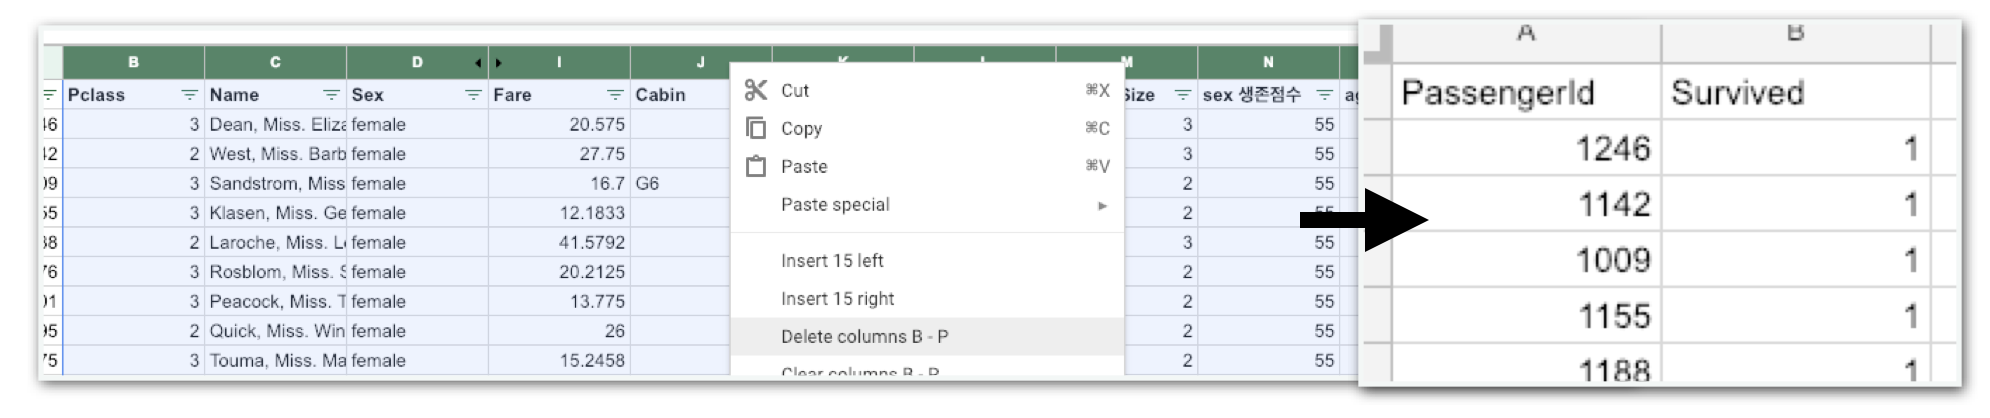 B C D I J K L M N
Pclass Name Sex Fare Cabin Size sex 생존점수
46 3 Dean, Miss. Eliza female 20.575 3 55
42 2 West, Miss. Barb female 27.75 3 55
09 3 Sandstrom, Miss female 16.7 G6 2 55
55 3 Klasen, Miss. Ge female 12.1833 2 55
88 2 Laroche, Miss. Lo female 41.5792 3 55
76 3 Rosblom, Miss. S female 20.2125 2 55
01 3 Peacock, Miss. T female 13.775 2 55
95 2 Quick, Miss. Win female 26 2 55
75 3 Touma, Miss. Ma female 15.2458 2 55
Cut ⌘X
Copy ⌘C
Paste ⌘V
Paste special
Insert 15 left
Insert 15 right
Delete columns B - P
Clear columns B - P
A B
PassengerId Survived
1246 1
1142 1
1009 1
1155 1
1188 1